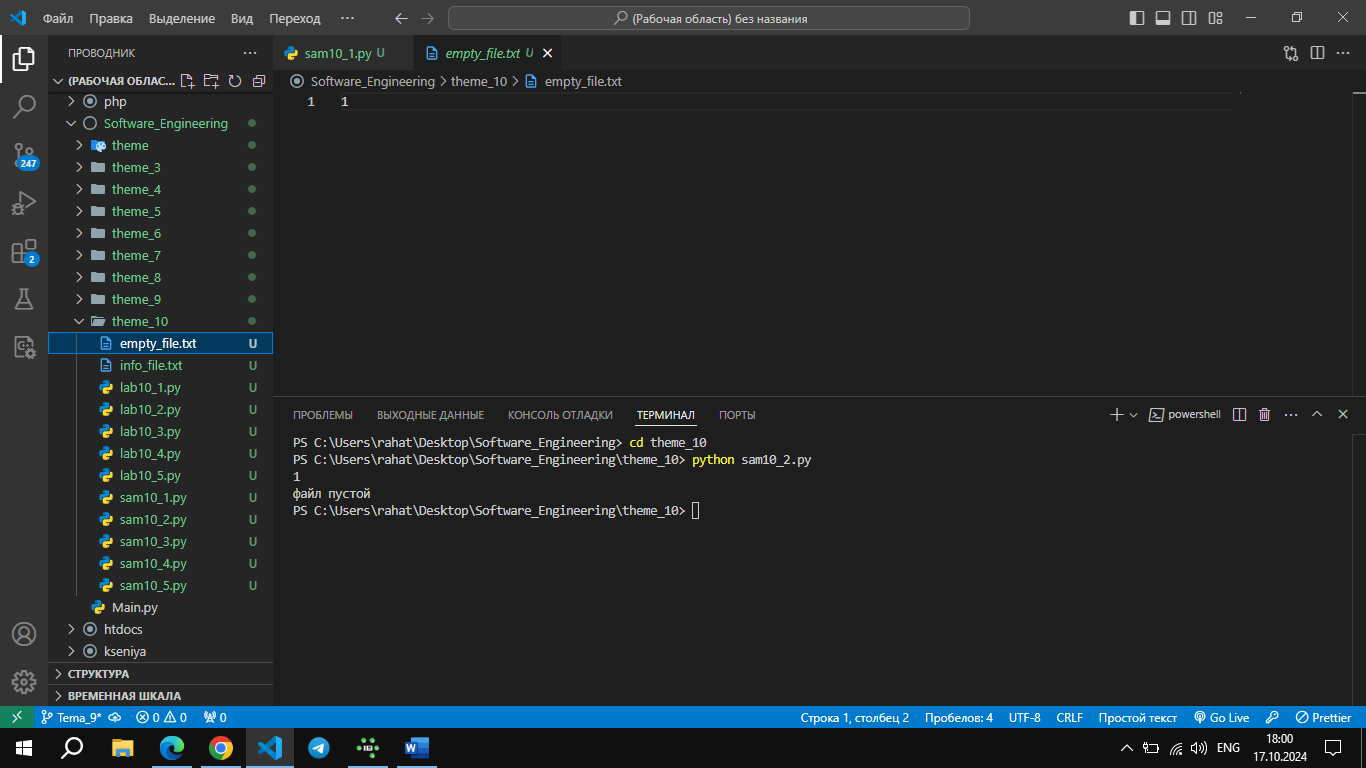 Файл Правка Выделение Вид Переход ··· (Рабочая область) без названия
ПРОВОДНИК ···
sam10_1.py U empty_file.txt U
(РАБОЧАЯ ОБЛАС...
Software_Engineering > theme_10 > empty_file.txt
1 1
php
Software_Engineering
theme
theme_3
theme_4
theme_5
theme_6
theme_7
theme_8
theme_9
theme_10
empty_file.txt U
info_file.txt U
lab10_1.py U
lab10_2.py U
lab10_3.py U
lab10_4.py U
lab10_5.py U
sam10_1.py U
sam10_2.py U
sam10_3.py U
sam10_4.py U
sam10_5.py U
Main.py
htdocs
kseniya
СТРУКТУРА
ВРЕМЕННАЯ ШКАЛА
247
2
ПРОБЛЕМЫ ВЫХОДНЫЕ ДАННЫЕ КОНСОЛЬ ОТЛАДКИ ТЕРМИНАЛ ПОРТЫ powershell
PS C:\Users\rahat\Desktop\Software_Engineering> cd theme_10
PS C:\Users\rahat\Desktop\Software_Engineering\theme_10> python sam10_2.py
1
файл пустой
PS C:\Users\rahat\Desktop\Software_Engineering\theme_10>
Tema_9* 0 0 0 Строка 1, столбец 2 Пробелов: 4 UTF-8 CRLF Простой текст Go Live Prettier
ENG
18:00
17.10.2024